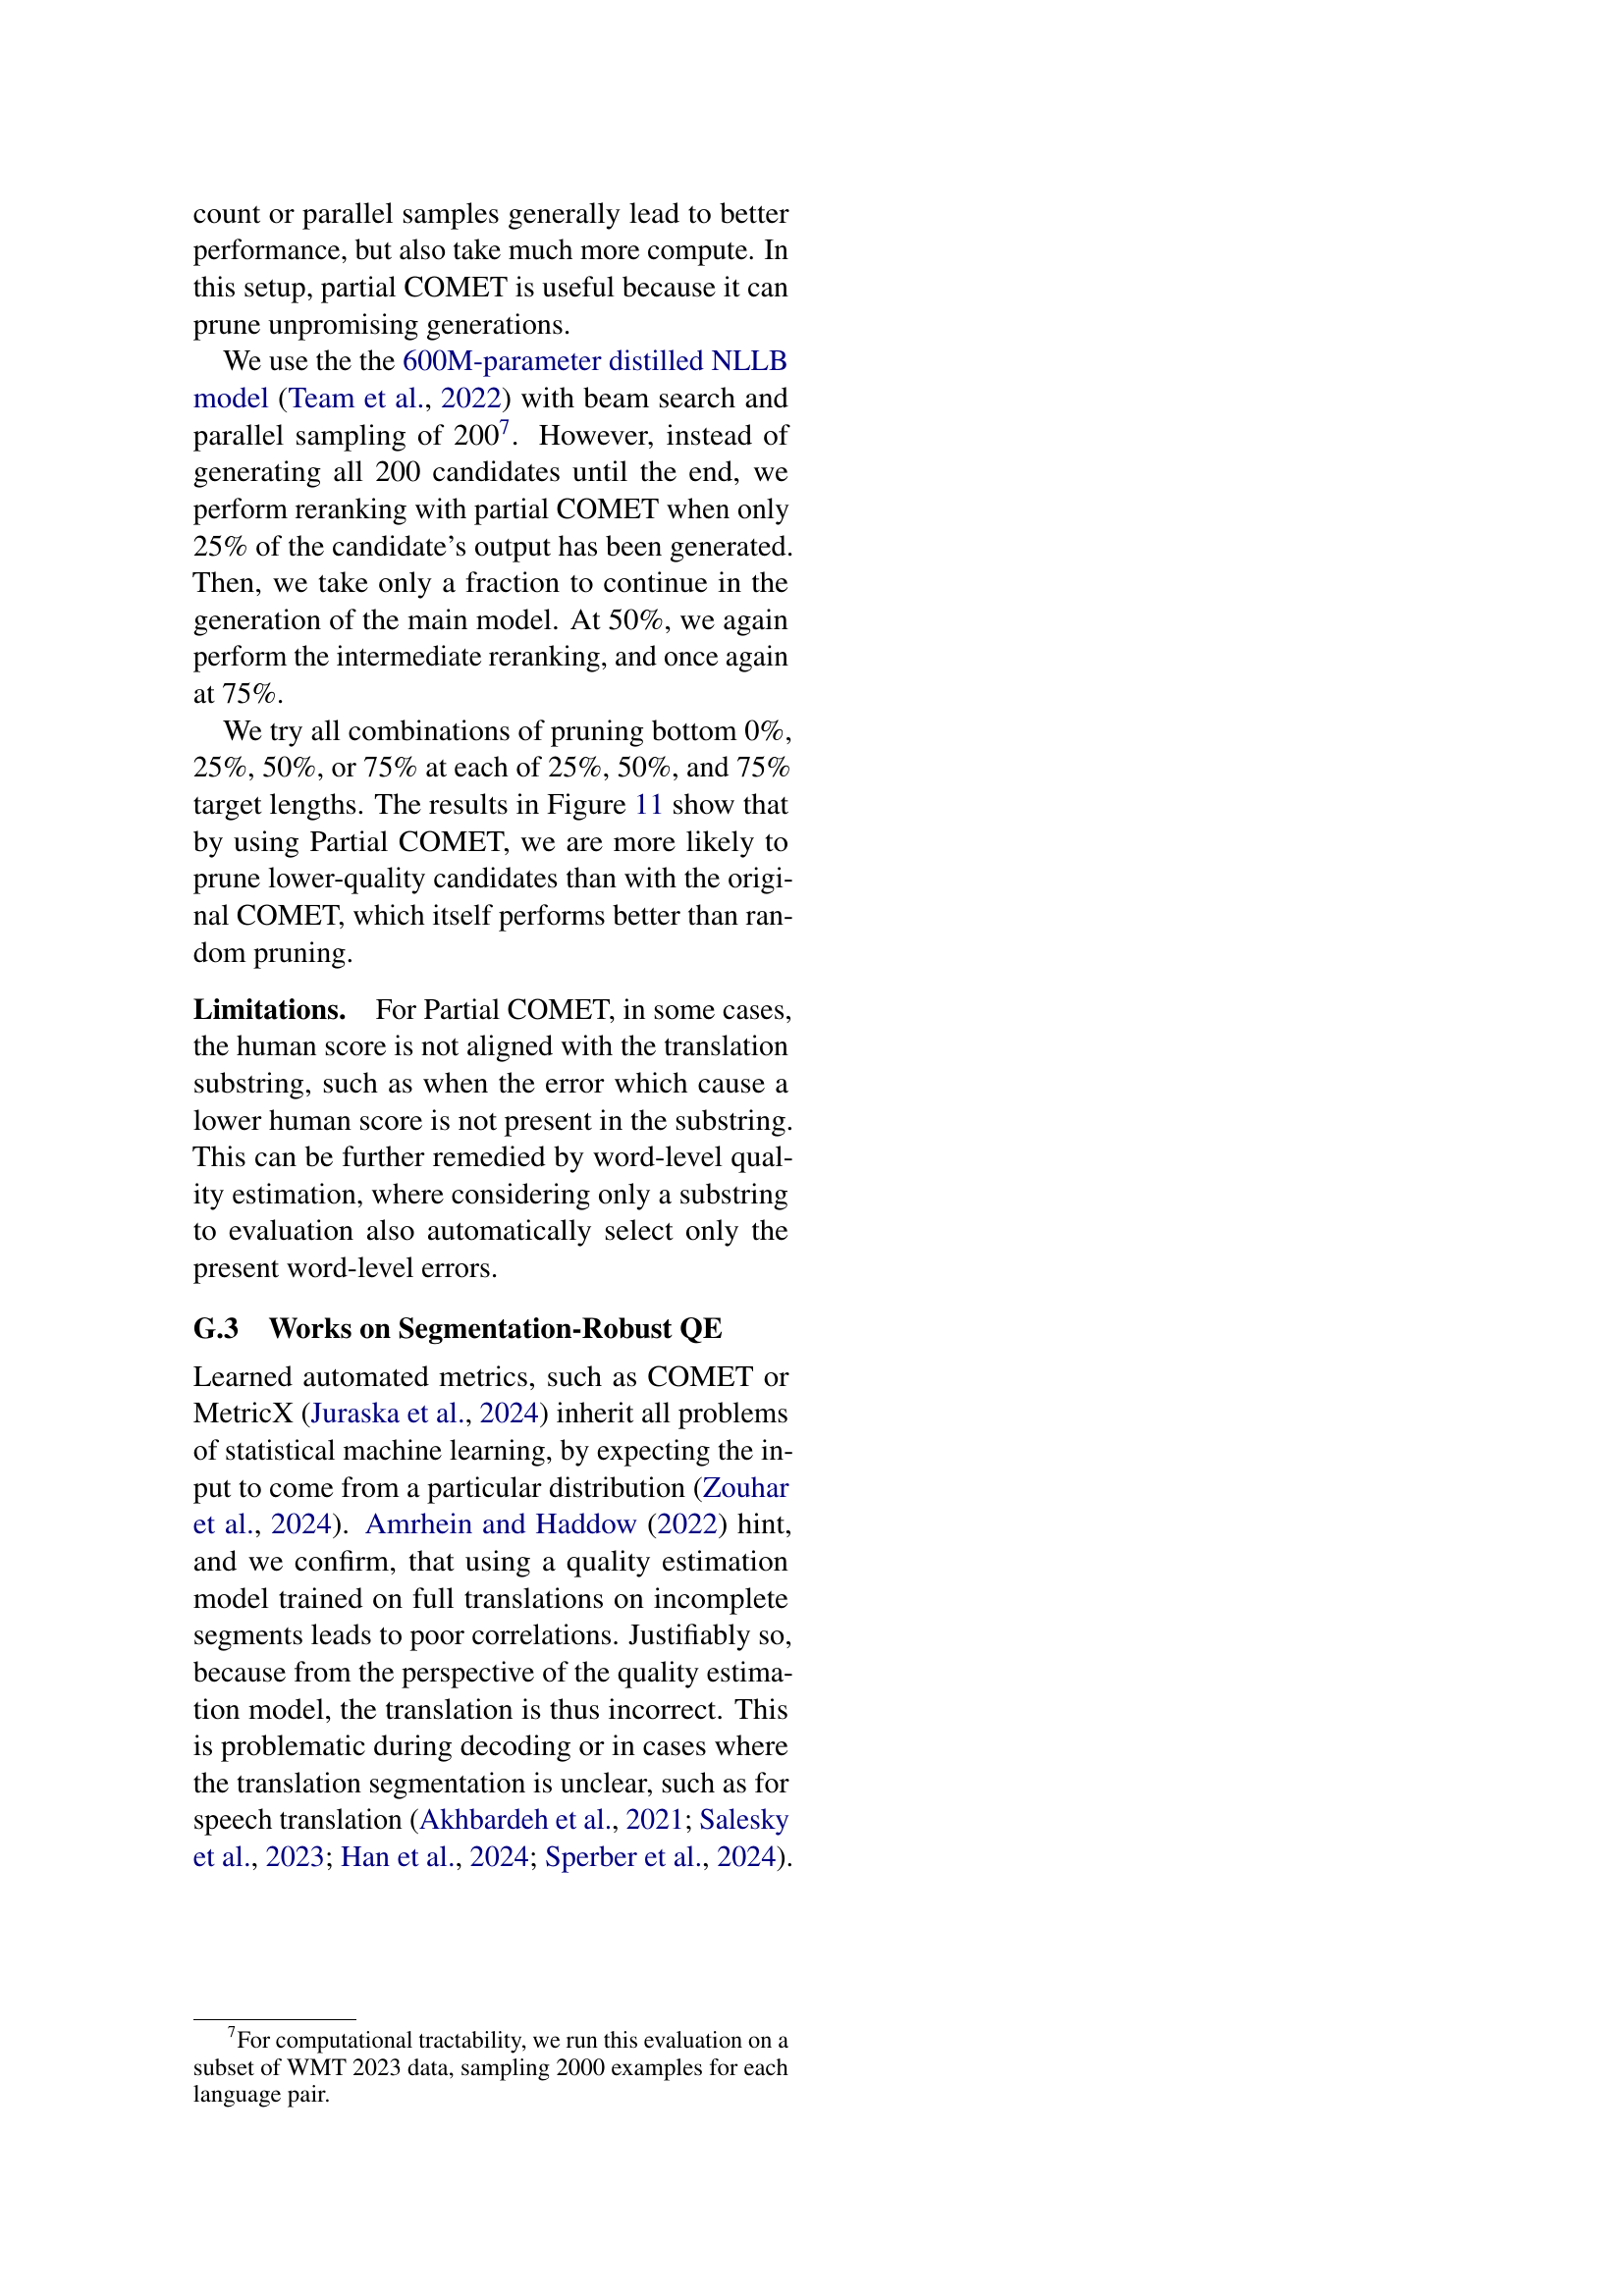 count or parallel samples generally lead to better
performance, but also take much more compute. In
this setup, partial COMET is useful because it can
prune unpromising generations.
We use the the 600M-parameter distilled NLLB
model (Team et al., 2022) with beam search and
parallel sampling of 200⁷. However, instead of
generating all 200 candidates until the end, we
perform reranking with partial COMET when only
25% of the candidate's output has been generated.
Then, we take only a fraction to continue in the
generation of the main model. At 50%, we again
perform the intermediate reranking, and once again
at 75%.
We try all combinations of pruning bottom 0%,
25%, 50%, or 75% at each of 25%, 50%, and 75%
target lengths. The results in Figure 11 show that
by using Partial COMET, we are more likely to
prune lower-quality candidates than with the origi-
nal COMET, which itself performs better than ran-
dom pruning.
Limitations. For Partial COMET, in some cases,
the human score is not aligned with the translation
substring, such as when the error which cause a
lower human score is not present in the substring.
This can be further remedied by word-level qual-
ity estimation, where considering only a substring
to evaluation also automatically select only the
present word-level errors.
G.3 Works on Segmentation-Robust QE
Learned automated metrics, such as COMET or
MetricX (Juraska et al., 2024) inherit all problems
of statistical machine learning, by expecting the in-
put to come from a particular distribution (Zouhar
et al., 2024). Amrhein and Haddow (2022) hint,
and we confirm, that using a quality estimation
model trained on full translations on incomplete
segments leads to poor correlations. Justifiably so,
because from the perspective of the quality estima-
tion model, the translation is thus incorrect. This
is problematic during decoding or in cases where
the translation segmentation is unclear, such as for
speech translation (Akhbardeh et al., 2021; Salesky
et al., 2023; Han et al., 2024; Sperber et al., 2024).
⁷For computational tractability, we run this evaluation on a
subset of WMT 2023 data, sampling 2000 examples for each
language pair.